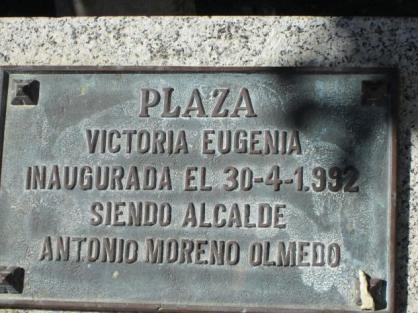 PLAZA
VICTORIA EUGENIA
INAUGURADA EL 30-4-1.992
SIENDO ALCALDE
ANTONIO MORENO OLMEDO